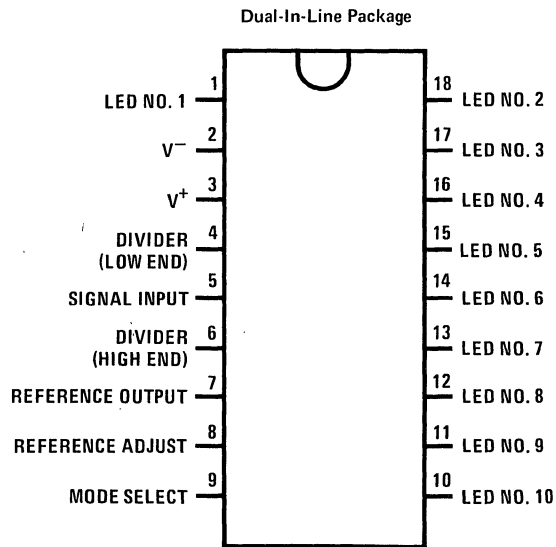 Dual-In-Line Package
LED NO. 1 1
V⁻ 2
V⁺ 3
DIVIDER
(LOW END) 4
SIGNAL INPUT 5
DIVIDER
(HIGH END) 6
REFERENCE OUTPUT 7
REFERENCE ADJUST 8
MODE SELECT 9
18 LED NO. 2
17 LED NO. 3
16 LED NO. 4
15 LED NO. 5
14 LED NO. 6
13 LED NO. 7
12 LED NO. 8
11 LED NO. 9
10 LED NO. 10